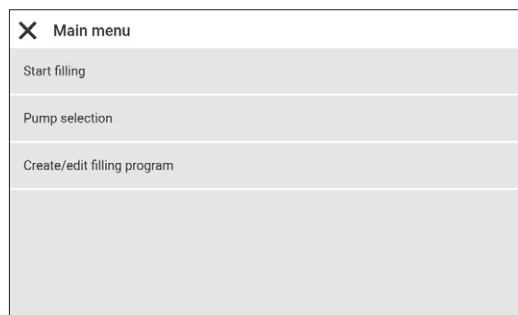 Main menu
Start filling
Pump selection
Create/edit filling program